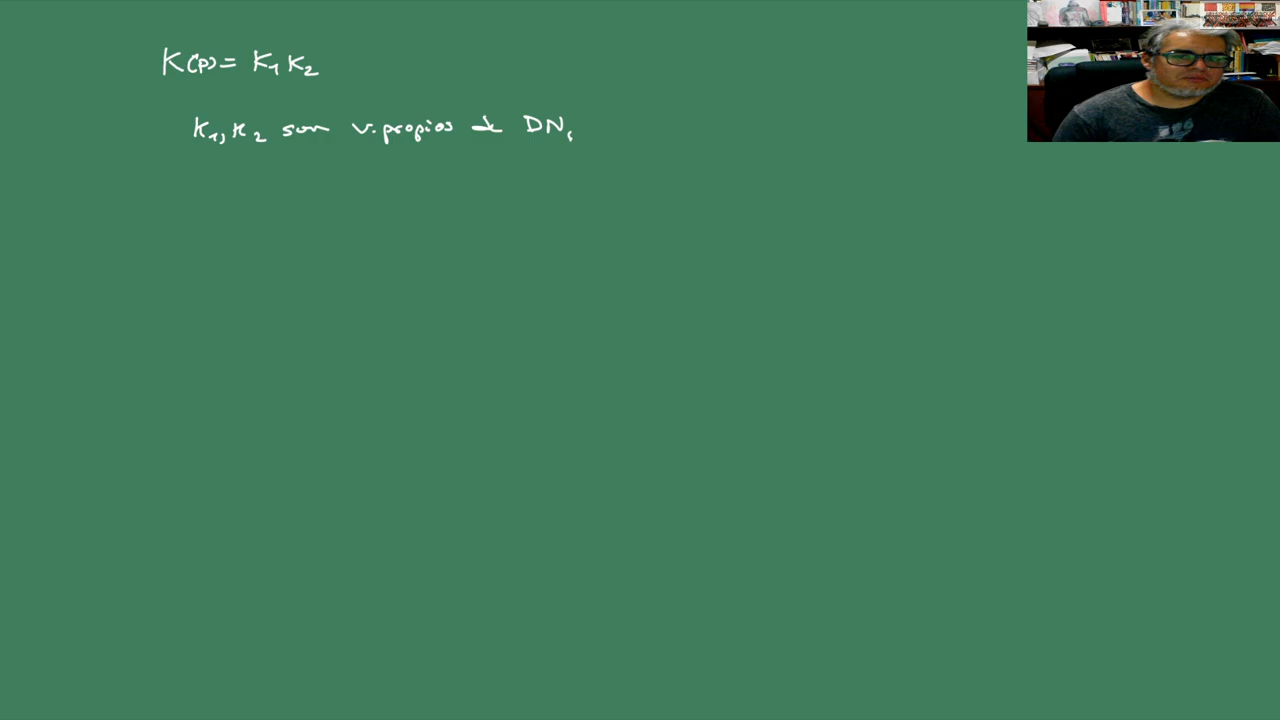 K(p) = K₁ K₂
K₁, K₂ son v. propios de DN